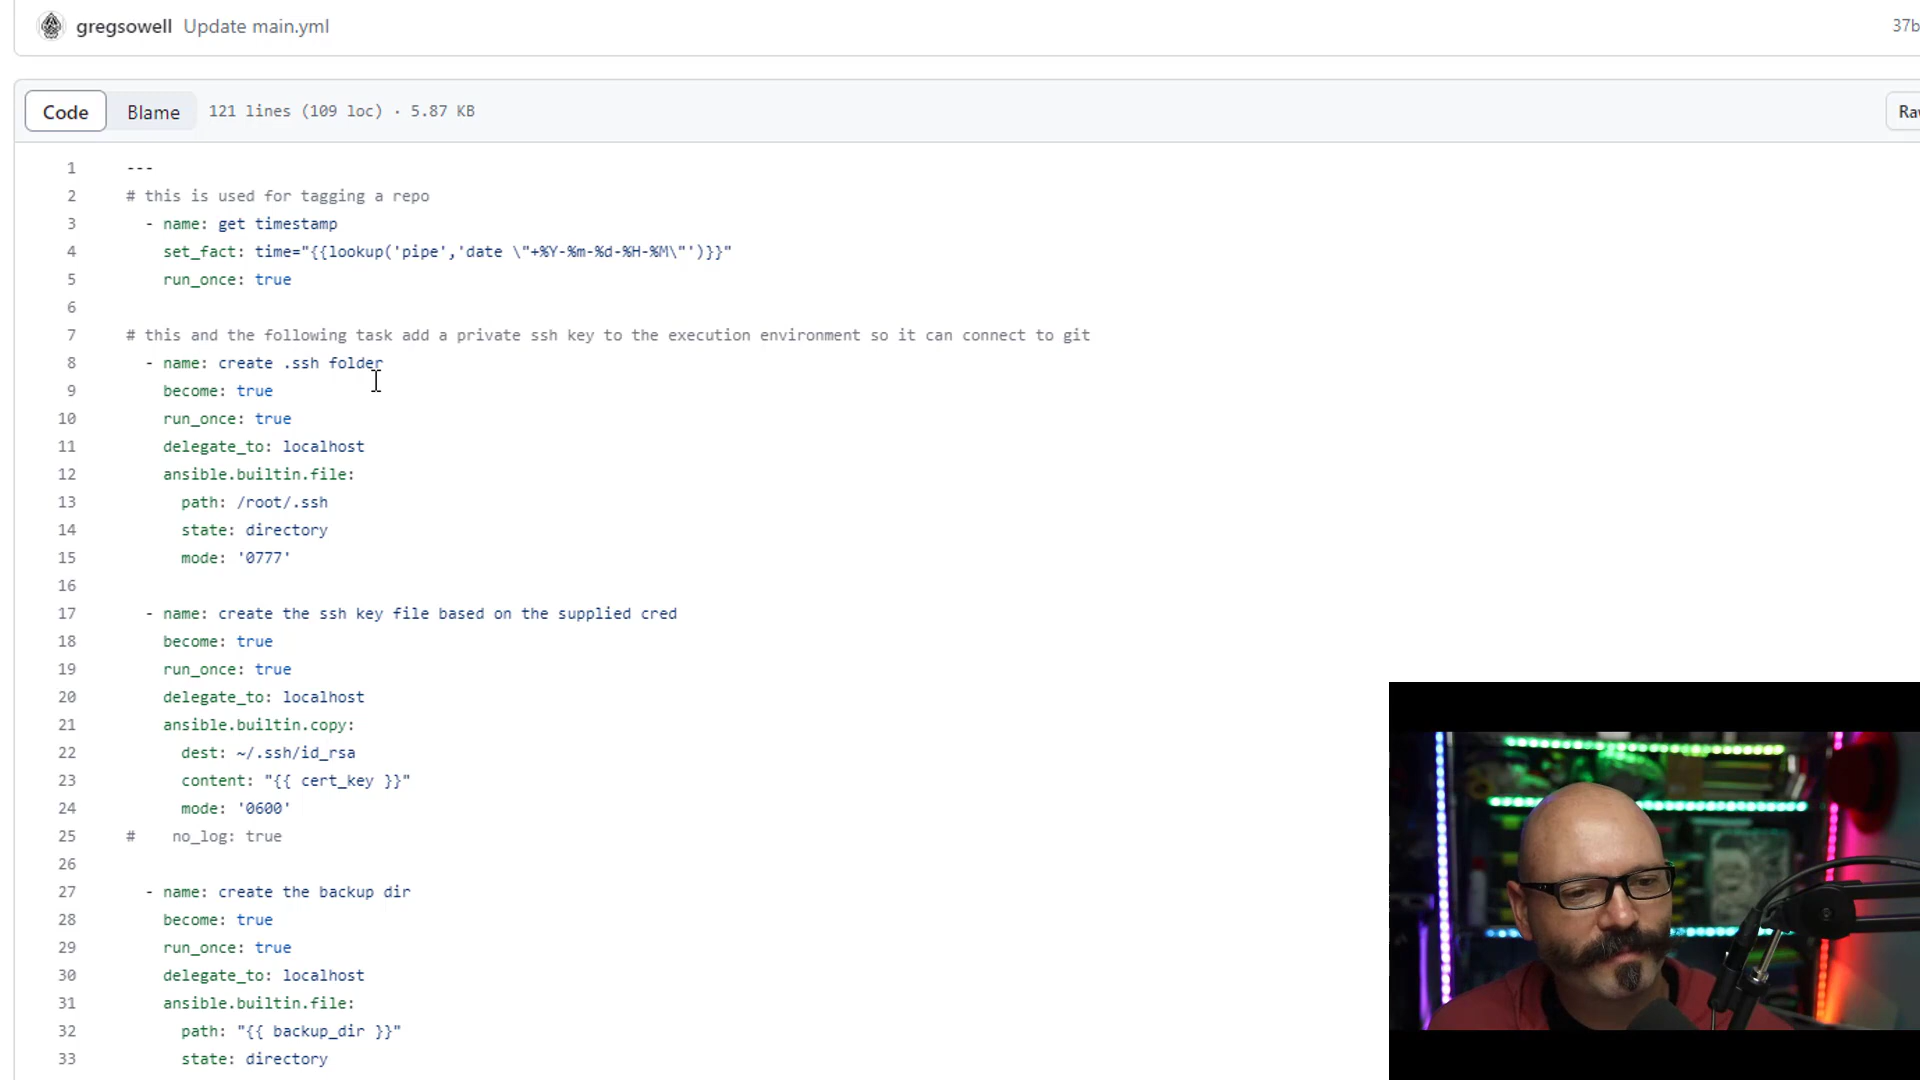 gregsowell Update main.yml
Code Blame 121 lines (109 loc) · 5.87 KB
1 ---
2 # this is used for tagging a repo
3 - name: get timestamp
4 set_fact: time="{{lookup('pipe','date \"+%Y-%m-%d-%H-%M\"')}}"
5 run_once: true
6
7 # this and the following task add a private ssh key to the execution environment so it can connect to git
8 - name: create .ssh folder
9 become: true
10 run_once: true
11 delegate_to: localhost
12 ansible.builtin.file:
13 path: /root/.ssh
14 state: directory
15 mode: '0777'
16
17 - name: create the ssh key file based on the supplied cred
18 become: true
19 run_once: true
20 delegate_to: localhost
21 ansible.builtin.copy:
22 dest: ~/.ssh/id_rsa
23 content: "{{ cert_key }}"
24 mode: '0600'
25 # no_log: true
26
27 - name: create the backup dir
28 become: true
29 run_once: true
30 delegate_to: localhost
31 ansible.builtin.file:
32 path: "{{ backup_dir }}"
33 state: directory